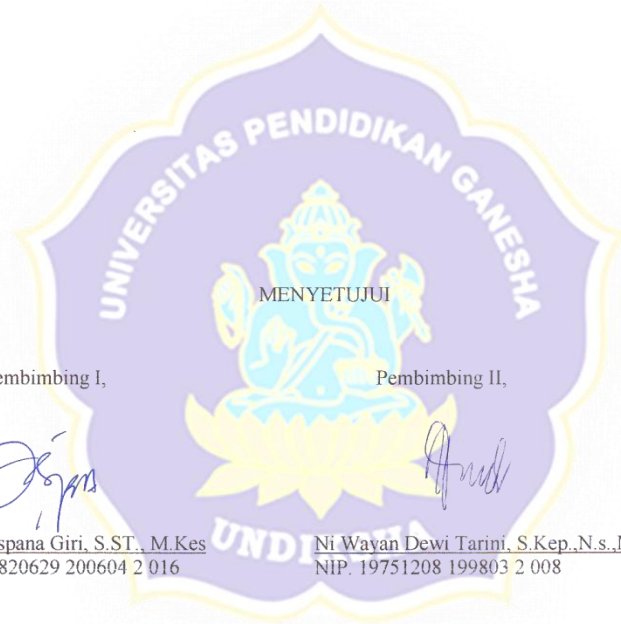 UNIVERSITAS PENDIDIKAN GANESHA
MENYETUJUI
embimbing I,
Pembimbing II,
spana Giri, S.ST., M.Kes
820629 200604 2 016
Ni Wayan Dewi Tarini, S.Kep.,N.s.,M
NIP. 19751208 199803 2 008
UNDIKSHA